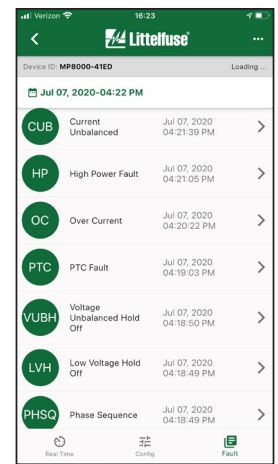 Verizon 16:23
Littelfuse®
Device ID: MP8000-41ED Loading ...
Jul 07, 2020-04:22 PM
CUB Current Unbalanced Jul 07, 2020 04:21:39 PM
HP High Power Fault Jul 07, 2020 04:21:05 PM
OC Over Current Jul 07, 2020 04:20:22 PM
PTC PTC Fault Jul 07, 2020 04:19:03 PM
VUBH Voltage Unbalanced Hold Off Jul 07, 2020 04:18:50 PM
LVH Low Voltage Hold Off Jul 07, 2020 04:18:49 PM
PHSQ Phase Sequence Jul 07, 2020 04:18:49 PM
Real Time Config Fault